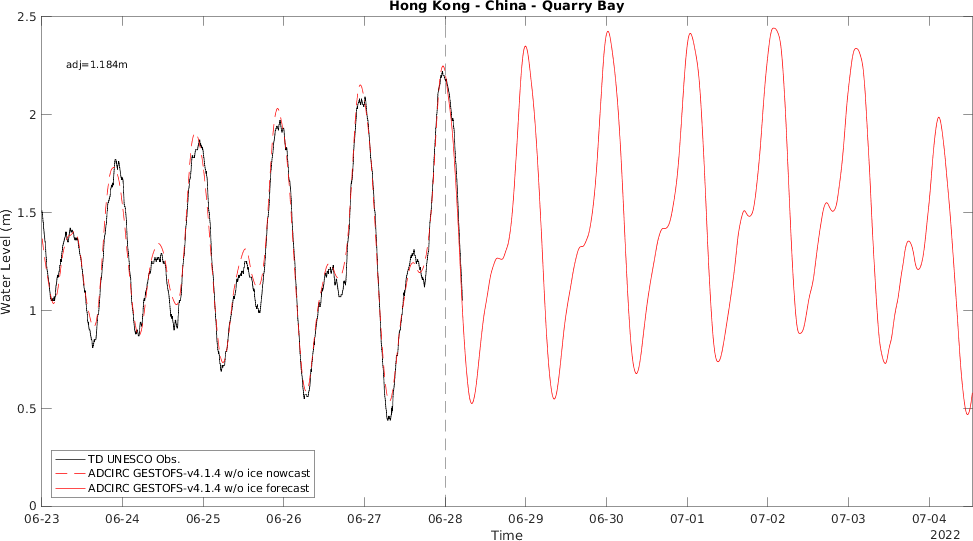 Hong Kong - China - Quarry Bay
2.5
adj=1.184m
2
1.5
Water Level (m)
1
0.5
TD UNESCO Obs.
ADCIRC GESTOFS-v4.1.4 w/o ice nowcast
ADCIRC GESTOFS-v4.1.4 w/o ice forecast
0
06-23 06-24 06-25 06-26 06-27 06-28 06-29 06-30 07-01 07-02 07-03 07-04
Time
2022